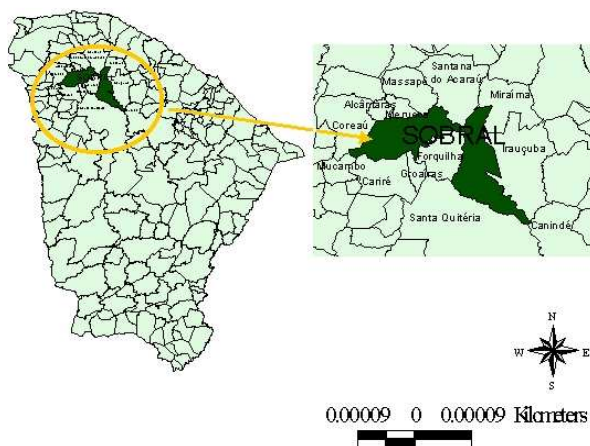 Santana
do Acaraú
Massapê
Miraíma
Alcântaras
Meruoca
Coreaú
SOBRAL
Irauçuba
Forquilha
Mucambo
Groaíras
Cariré
Santa Quitéria
Canindé
N
W E
S
0.00009 0 0.00009 Kilometers